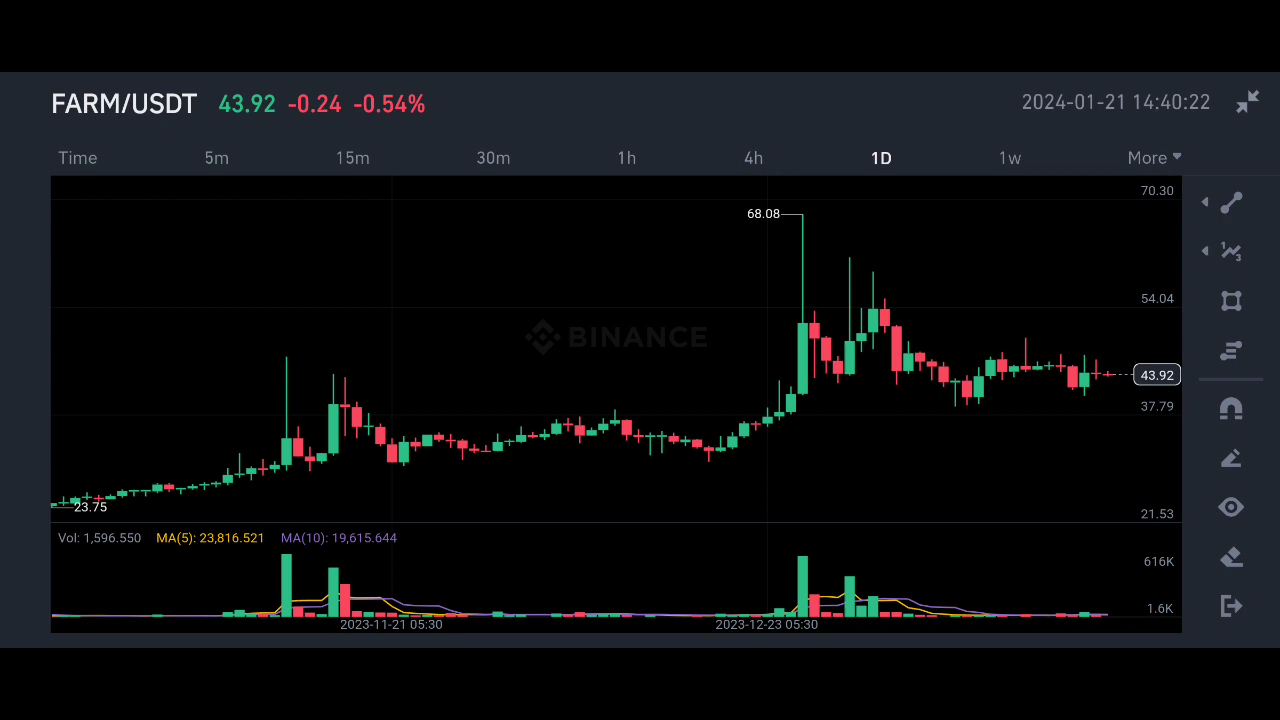 FARM/USDT 43.92 -0.24 -0.54% 2024-01-21 14:40:22
Time 5m 15m 30m 1h 4h 1D 1w More
70.30
68.08
54.04
BINANCE
43.92
37.79
23.75
21.53
Vol: 1,596.550 MA(5): 23,816.521 MA(10): 19,615.644
616K
1.6K
2023-11-21 05:30 2023-12-23 05:30